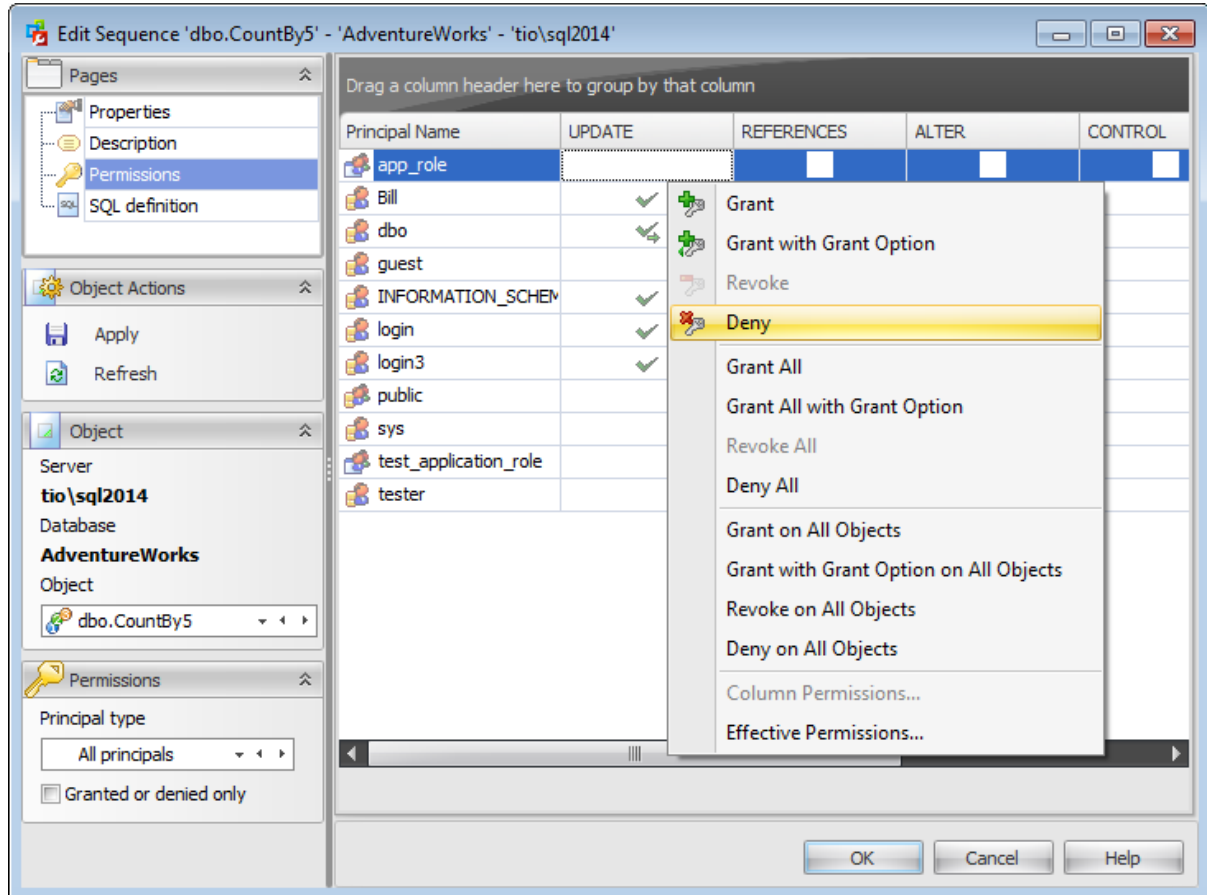 Edit Sequence 'dbo.CountBy5' - 'AdventureWorks' - 'tio\sql2014'
Pages
Properties
Description
Permissions
SQL definition
Object Actions
Apply
Refresh
Object
Server
tio\sql2014
Database
AdventureWorks
Object
dbo.CountBy5
Permissions
Principal type
All principals
Granted or denied only
Drag a column header here to group by that column
Principal Name UPDATE REFERENCES ALTER CONTROL
app_role
Bill
dbo
guest
INFORMATION_SCHEM
login
login3
public
sys
test_application_role
tester
Grant
Grant with Grant Option
Revoke
Deny
Grant All
Grant All with Grant Option
Revoke All
Deny All
Grant on All Objects
Grant with Grant Option on All Objects
Revoke on All Objects
Deny on All Objects
Column Permissions...
Effective Permissions...
OK Cancel Help